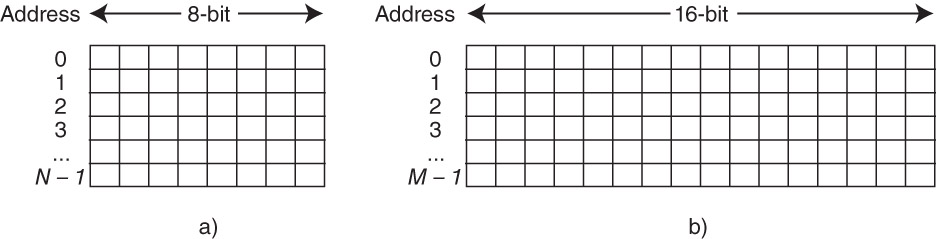 Address 8-bit
0
1
2
3
...
N – 1
a)
Address 16-bit
0
1
2
3
...
M – 1
b)